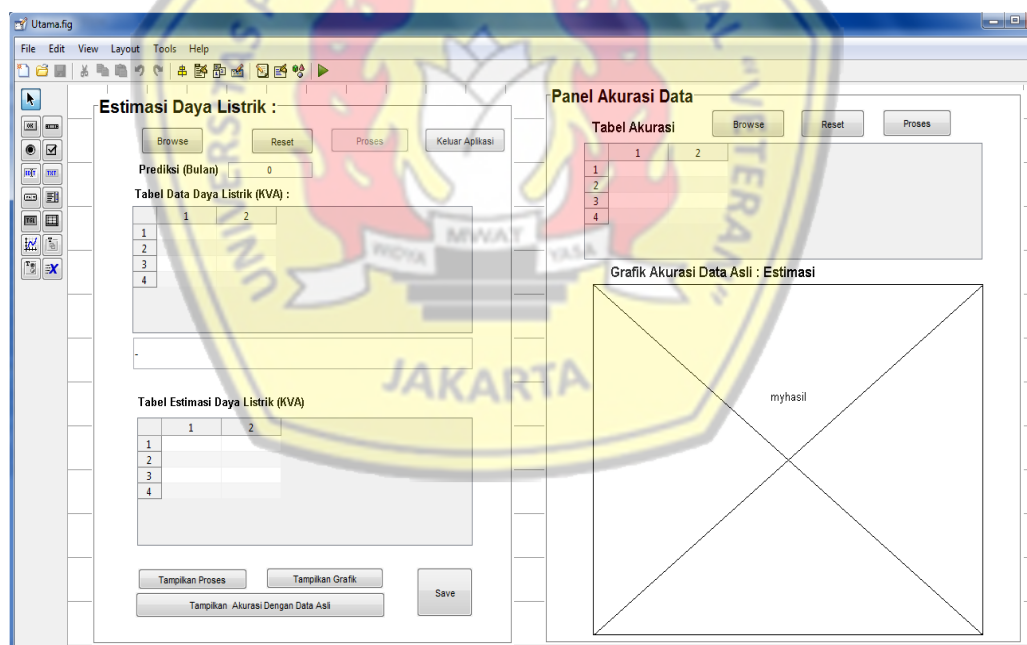 Utama.fig
File Edit View Layout Tools Help
Estimasi Daya Listrik :
Browse Reset Proses Keluar Aplikasi
Prediksi (Bulan) 0
Tabel Data Daya Listrik (KVA) :
1 2
1
2
3
4
-
Tabel Estimasi Daya Listrik (KVA)
1 2
1
2
3
4
Tampilkan Proses Tampilkan Grafik
Tampilkan Akurasi Dengan Data Asli
Save
Panel Akurasi Data
Tabel Akurasi Browse Reset Proses
1 2
1
2
3
4
Grafik Akurasi Data Asli : Estimasi
myhasil
WIDYA MWAT YASA
JAKARTA
"VETERAN"